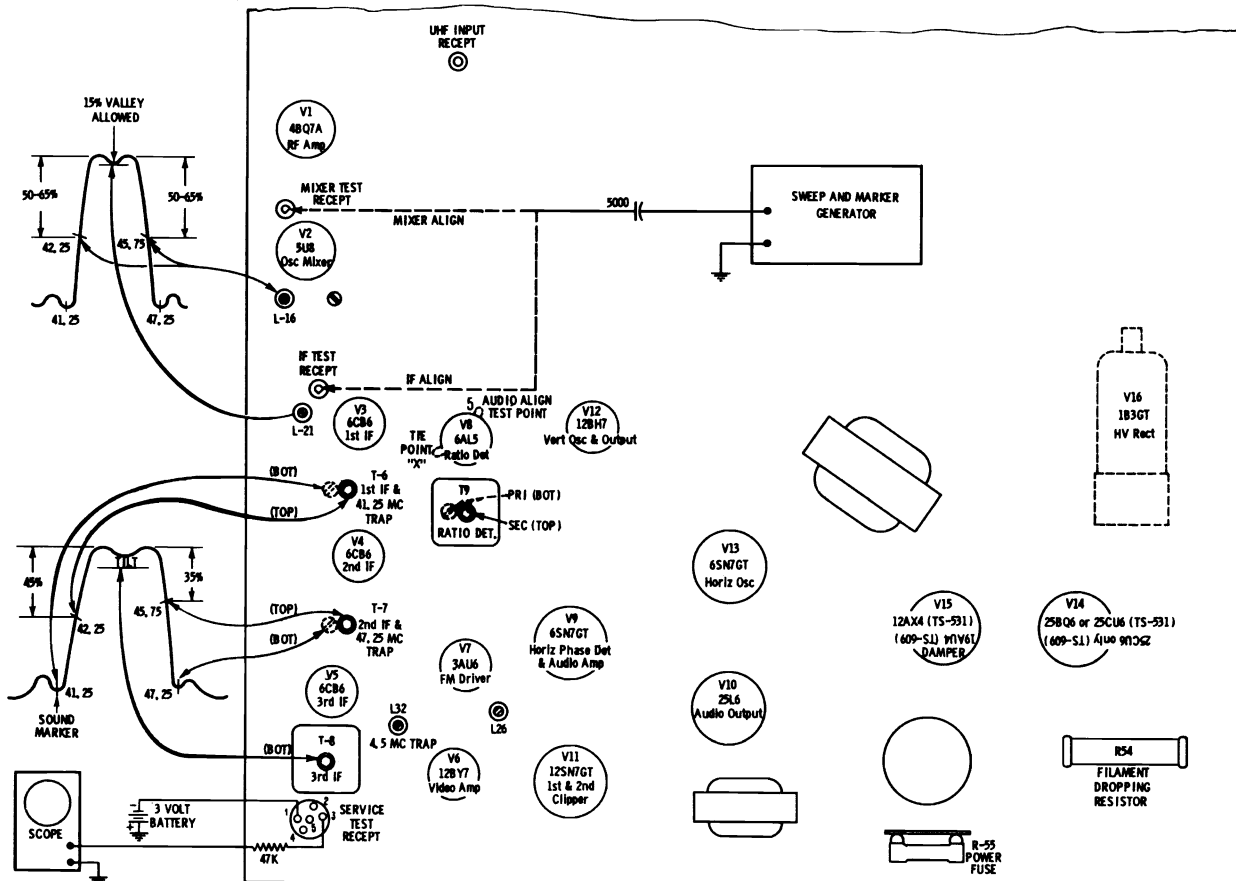 UHF INPUT
RECEPT
15% VALLEY
ALLOWED
V1
4BQ7A
RF Amp
50-65%
50-65%
MIXER TEST
RECEPT
MIXER ALIGN
5000
SWEEP AND MARKER
GENERATOR
42, 25
45, 75
V2
5U8
Osc Mixer
41, 25
47, 25
L-16
IF TEST
RECEPT
IF ALIGN
L-21
V3
6CB6
1st IF
5
AUDIO ALIGN
TEST POINT
TIE
POINT
"X"
V8
6AL5
Ratio Det
V12
12BH7
Vert Osc & Output
V16
1B3GT
HV Rect
(BOT)
(TOP)
T-6
1st IF &
41, 25 MC
TRAP
T9
PRI (BOT)
SEC (TOP)
RATIO DET.
V4
6CB6
2nd IF
V13
6SN7GT
Horiz Osc
45%
TILT
35%
42, 25
45, 75
(TOP)
(BOT)
T-7
2nd IF &
47, 25 MC
TRAP
V9
6SN7GT
Horiz Phase Det
& Audio Amp
V15
12AX4 (TS-531)
19AU4 (TS-609)
DAMPER
V14
25BQ6 or 25CU6 (TS-531)
25CU6 only (TS-609)
41, 25
47, 25
SOUND
MARKER
V5
6CB6
3rd IF
V7
3AU6
FM Driver
V10
25L6
Audio Output
L32
4, 5 MC TRAP
L26
(BOT)
T-8
3rd IF
V6
12BY7
Video Amp
V11
12SN7GT
1st & 2nd
Clipper
R54
FILAMENT
DROPPING
RESISTOR
SCOPE
-
+
3 VOLT
BATTERY
1
2
3
4
5
SERVICE
TEST
RECEPT
47K
R-55
POWER
FUSE